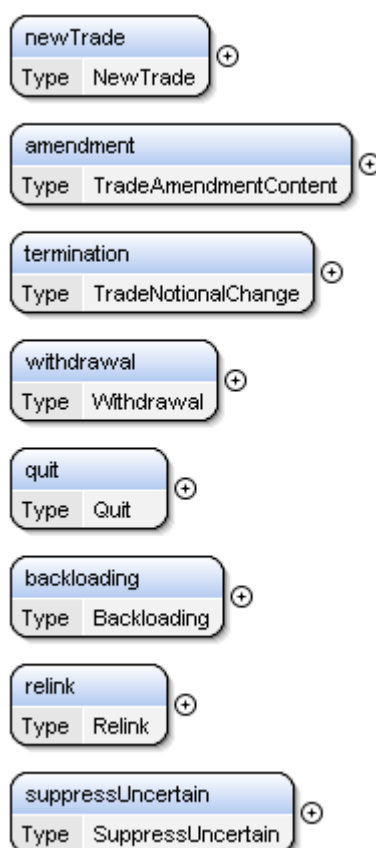 newTrade
Type NewTrade
amendment
Type TradeAmendmentContent
termination
Type TradeNotionalChange
withdrawal
Type Withdrawal
quit
Type Quit
backloading
Type Backloading
relink
Type Relink
suppressUncertain
Type SuppressUncertain